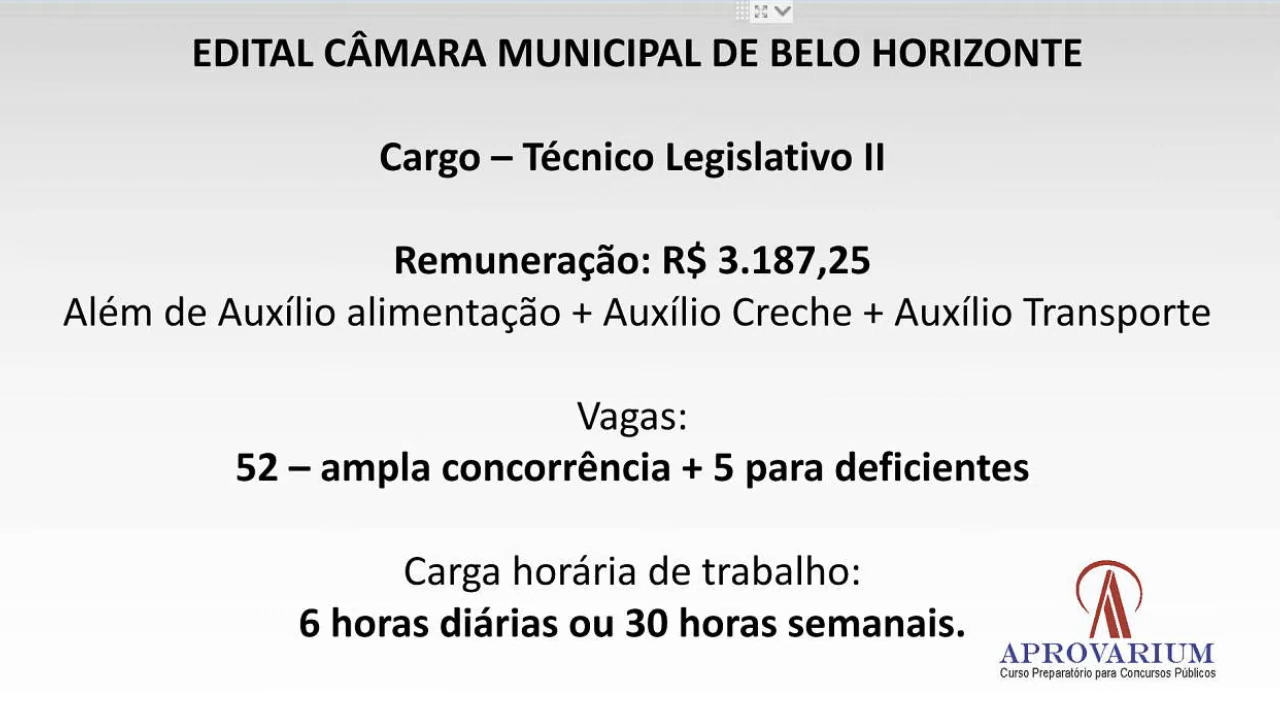 EDITAL CÂMARA MUNICIPAL DE BELO HORIZONTE
Cargo – Técnico Legislativo II
Remuneração: R$ 3.187,25
Além de Auxílio alimentação + Auxílio Creche + Auxílio Transporte
Vagas:
52 – ampla concorrência + 5 para deficientes
Carga horária de trabalho:
6 horas diárias ou 30 horas semanais.
APROVARIUM
Curso Preparatório para Concursos Públicos